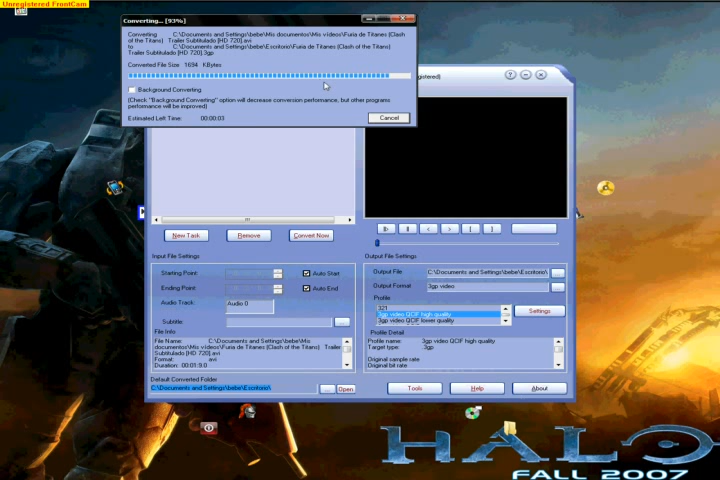 Unregistered FrontCam
Converting... [93%]
Converting C:\Documents and Settings\bebe\Mis documentos\Mis vídeos\Furia de Titanes (Clash
of the Titans) Trailer Subtitulado [HD 720].avi
to C:\Documents and Settings\bebe\Escritorio\Furia de Titanes (Clash of the Titans)
Trailer Subtitulado [HD 720].3gp
Converted File Size 1694 KBytes
Background Converting
(Check "Background Converting" option will decrease conversion performance, but other programs
performance will be improved)
Estimated Left Time: 00:00:03
Cancel
gistered)
New Task
Remove
Convert Now
Input File Settings
Starting Point:
Auto Start
Ending Point:
Auto End
Audio Track:
Audio 0
Subtitle:
File Info
File Name: C:\Documents and Settings\bebe\Mis
documentos\Mis vídeos\Furia de Titanes (Clash of the Titans) Trailer
Subtitulado [HD 720].avi
Format: avi
Duration: 00:01:9.0
Output File Settings
Output File
C:\Documents and Settings\bebe\Escritorio\
Output Format
3gp video
Profile
321
3gp video QCIF high quality
3gp video QCIF lower quality
Settings
Profile Detail
Profile name: 3gp video QCIF high quality
Target type: 3gp
Original sample rate
Original bit rate
Default Converted Folder
C:\Documents and Settings\bebe\Escritorio\
... Open
Tools
Help
About
HALO
FALL 2007